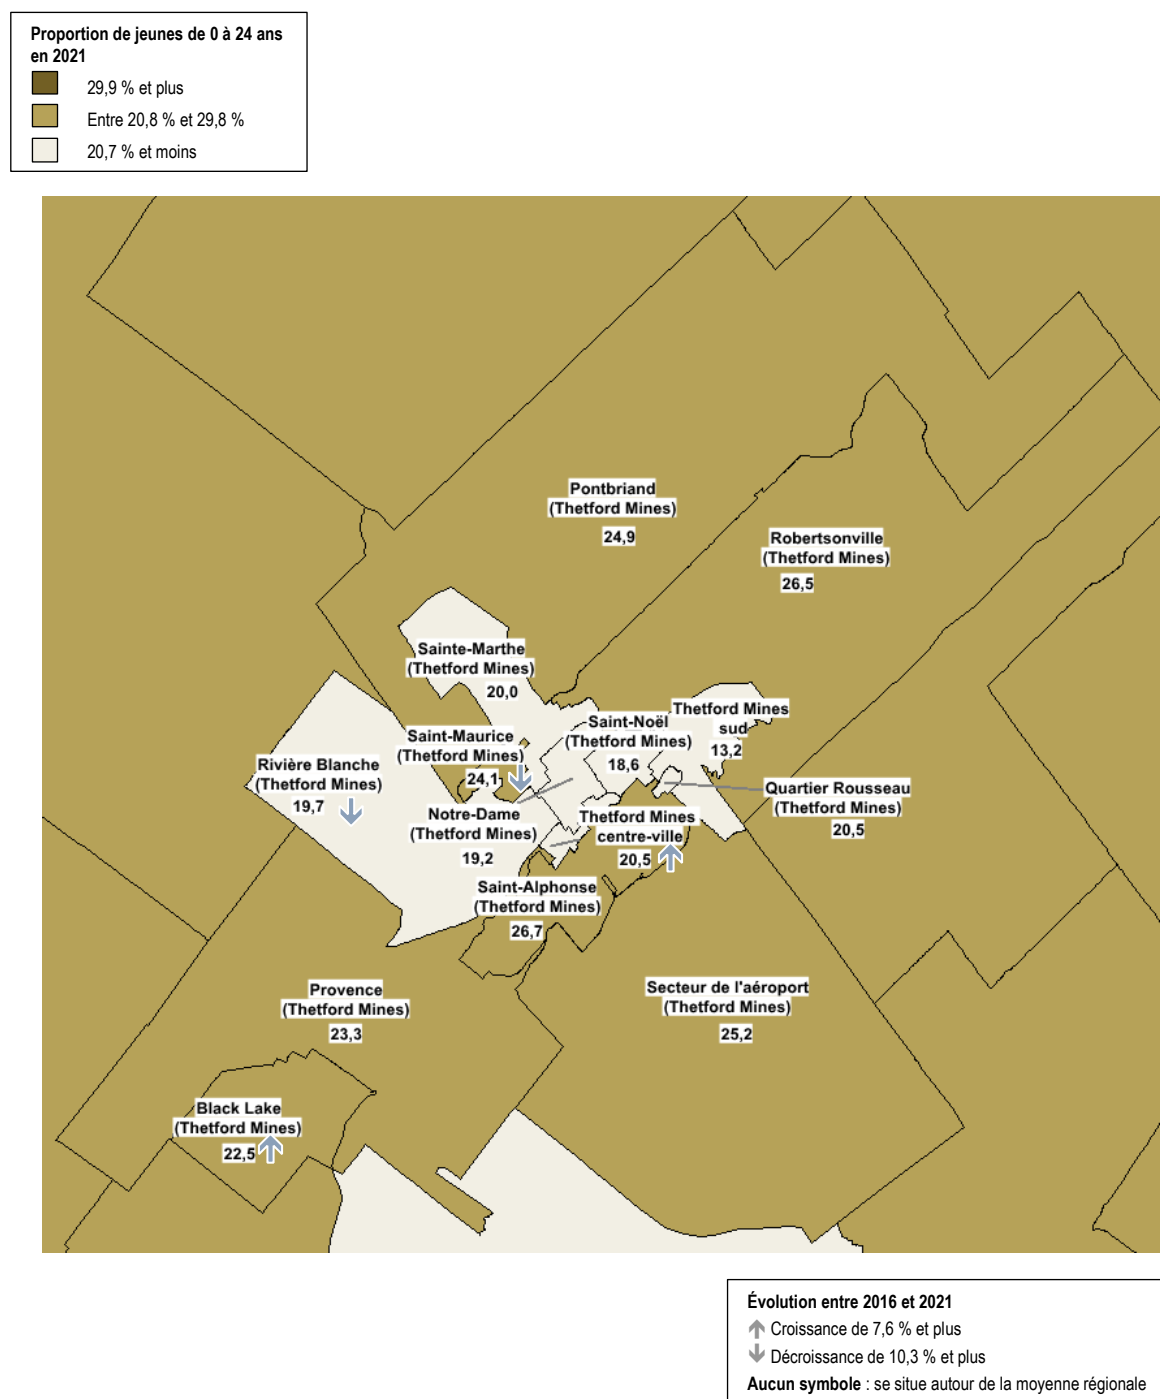 Proportion de jeunes de 0 à 24 ans
en 2021
29,9 % et plus
Entre 20,8 % et 29,8 %
20,7 % et moins
Pontbriand
(Thetford Mines)
24,9
Robertsonville
(Thetford Mines)
26,5
Sainte-Marthe
(Thetford Mines)
20,0
Thetford Mines
sud
13,2
Saint-Noël
(Thetford Mines)
18,6
Saint-Maurice
(Thetford Mines)
24,1
Rivière Blanche
(Thetford Mines)
19,7
Quartier Rousseau
(Thetford Mines)
20,5
Notre-Dame
(Thetford Mines)
19,2
Thetford Mines
centre-ville
20,5
Saint-Alphonse
(Thetford Mines)
26,7
Provence
(Thetford Mines)
23,3
Secteur de l'aéroport
(Thetford Mines)
25,2
Black Lake
(Thetford Mines)
22,5
Évolution entre 2016 et 2021
Croissance de 7,6 % et plus
Décroissance de 10,3 % et plus
Aucun symbole : se situe autour de la moyenne régionale